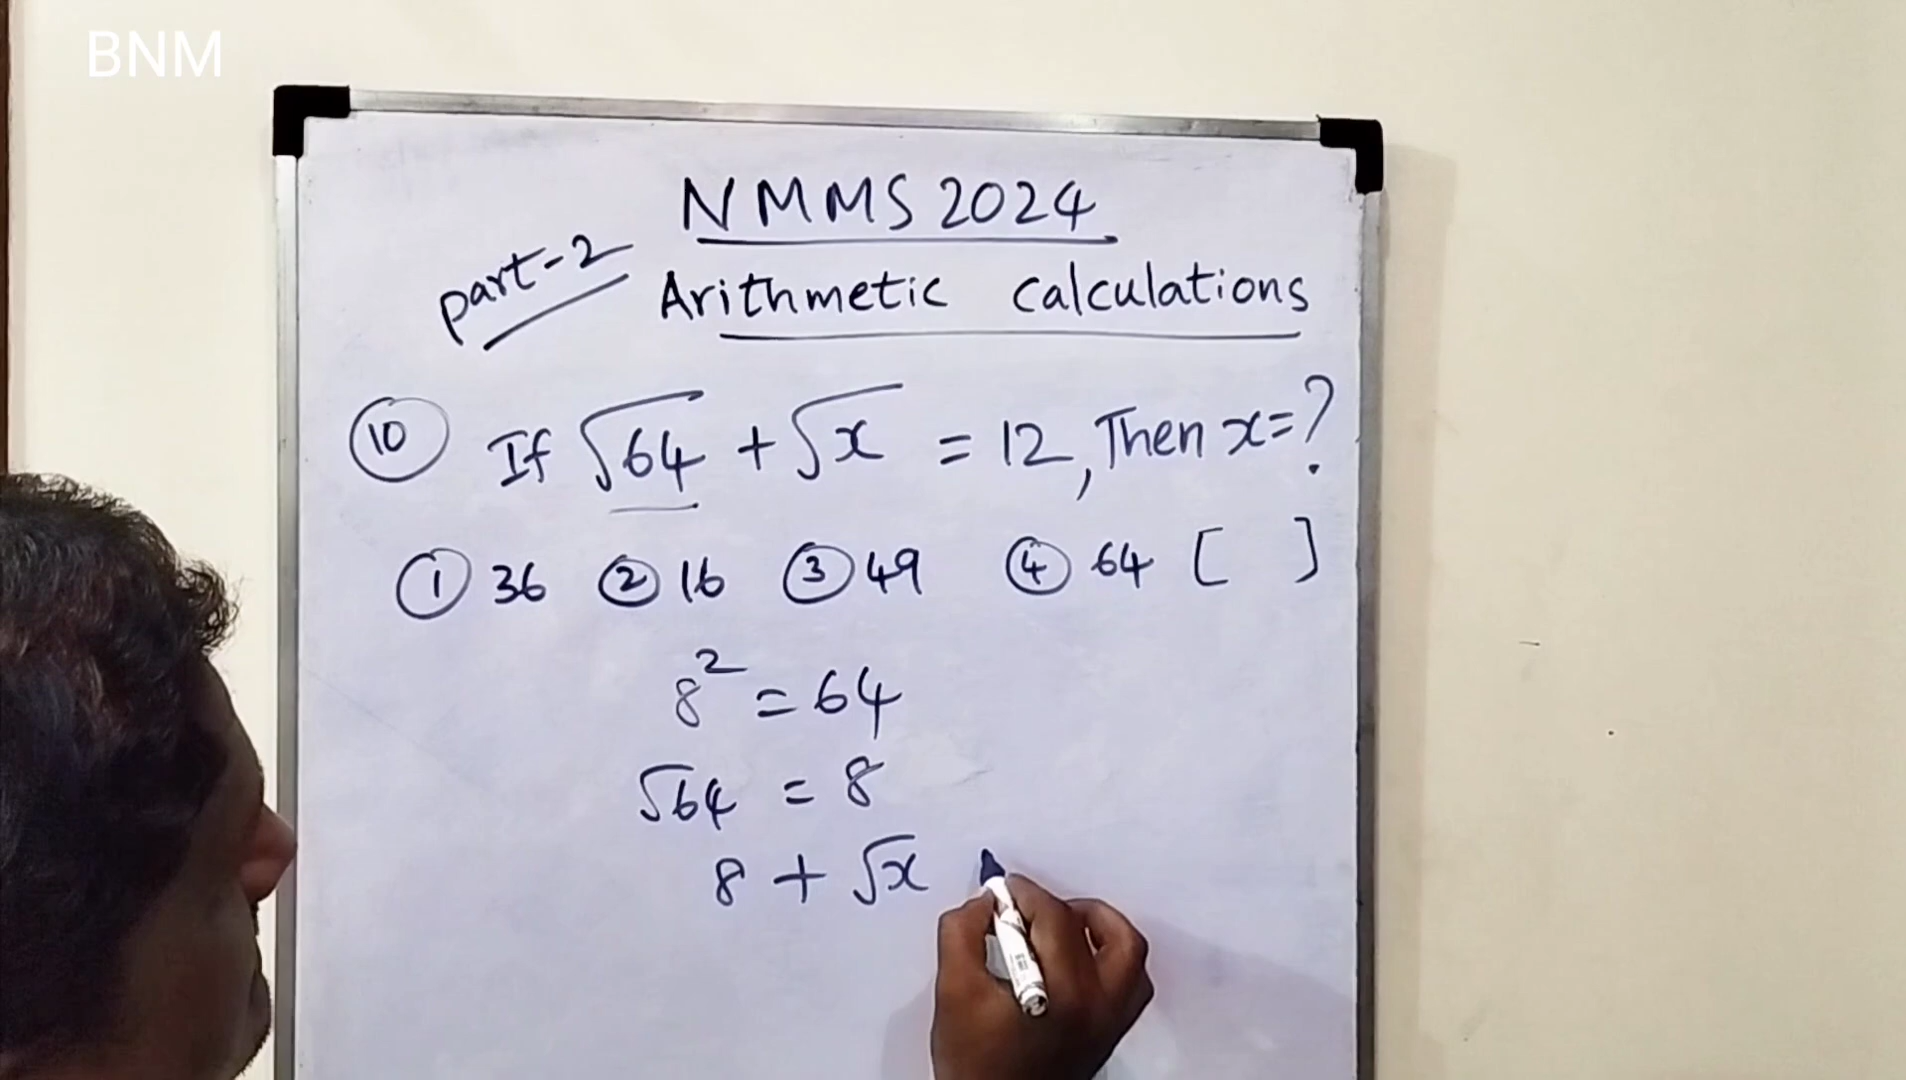 BNM
NMMS 2024
part-2
Arithmetic calculations
⑩ If √64 + √x = 12, Then x=?
① 36 ② 16 ③ 49 ④ 64 [ ]
8² = 64
√64 = 8
8 + √x